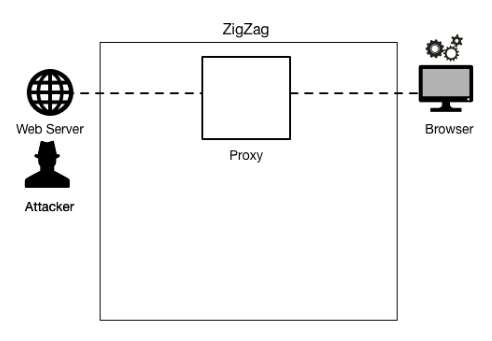 ZigZag
Web Server
Browser
Proxy
Attacker